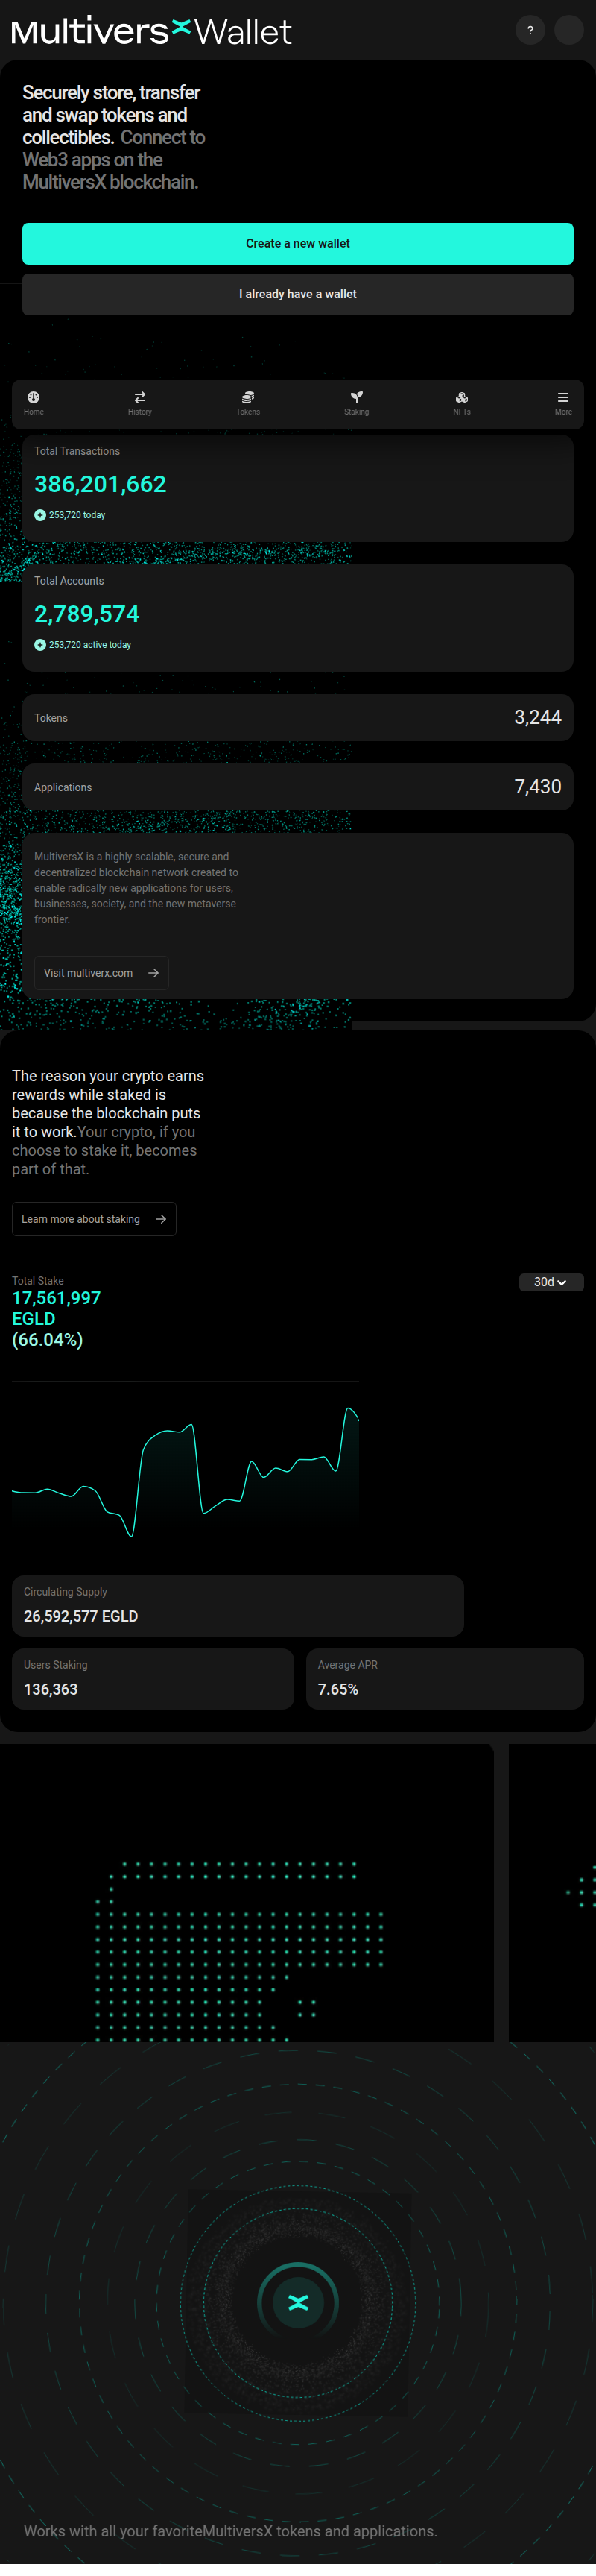 Multivers Wallet
?
Securely store, transfer
and swap tokens and
collectibles. Connect to
Web3 apps on the
MultiversX blockchain.
Create a new wallet
I already have a wallet
Home History Tokens Staking NFTs More
Total Transactions
386,201,662
253,720 today
Total Accounts
2,789,574
253,720 active today
Tokens 3,244
Applications 7,430
MultiversX is a highly scalable, secure and
decentralized blockchain network created to
enable radically new applications for users,
businesses, society, and the new metaverse
frontier.
Visit multiverx.com
The reason your crypto earns
rewards while staked is
because the blockchain puts
it to work.Your crypto, if you
choose to stake it, becomes
part of that.
Learn more about staking
Total Stake 30d
17,561,997
EGLD
(66.04%)
Circulating Supply
26,592,577 EGLD
Users Staking Average APR
136,363 7.65%
Works with all your favoriteMultiversX tokens and applications.